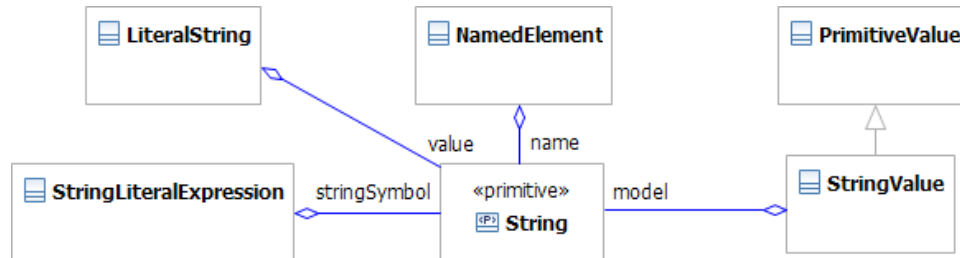 LiteralString
NamedElement
PrimitiveValue
value
name
StringLiteralExpression
stringSymbol
«primitive»
<P> String
model
StringValue